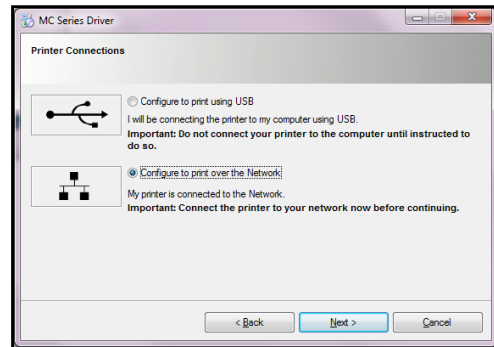 MC Series Driver
X
Printer Connections
Configure to print using USB
I will be connecting the printer to my computer using USB.
Important: Do not connect your printer to the computer until instructed to
do so.
Configure to print over the Network
My printer is connected to the Network.
Important: Connect the printer to your network now before continuing.
< Back
Next >
Cancel